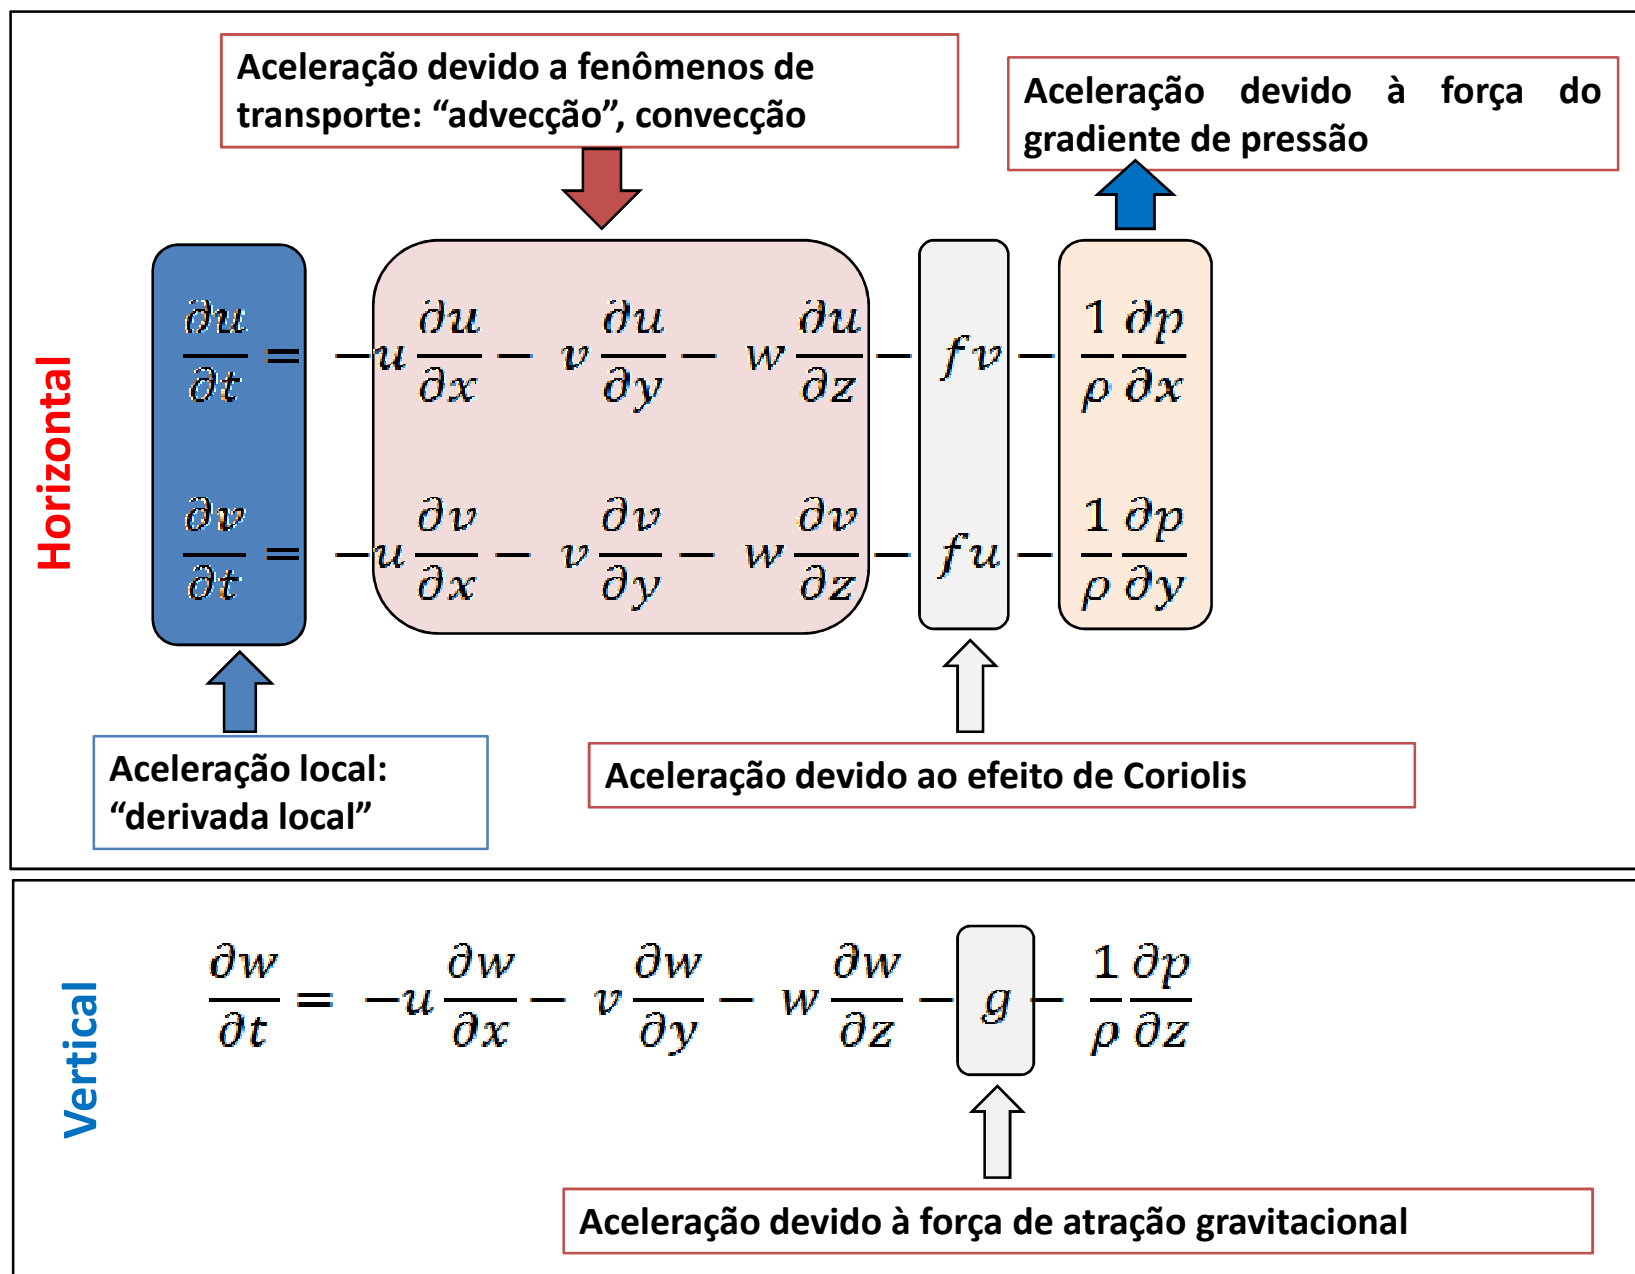 Aceleração devido a fenômenos de
transporte: “advecção”, convecção
Aceleração devido à força do
gradiente de pressão
Horizontal
∂u/∂t = −u ∂u/∂x − v ∂u/∂y − w ∂u/∂z − fv − 1/ρ ∂p/∂x
∂v/∂t = −u ∂v/∂x − v ∂v/∂y − w ∂v/∂z − fu − 1/ρ ∂p/∂y
Aceleração local:
“derivada local”
Aceleração devido ao efeito de Coriolis
Vertical
∂w/∂t = −u ∂w/∂x − v ∂w/∂y − w ∂w/∂z − g − 1/ρ ∂p/∂z
Aceleração devido à força de atração gravitacional